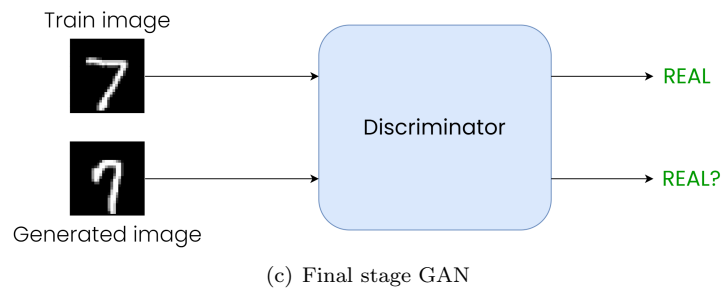 Train image
REAL
Discriminator
REAL?
Generated image
(c) Final stage GAN